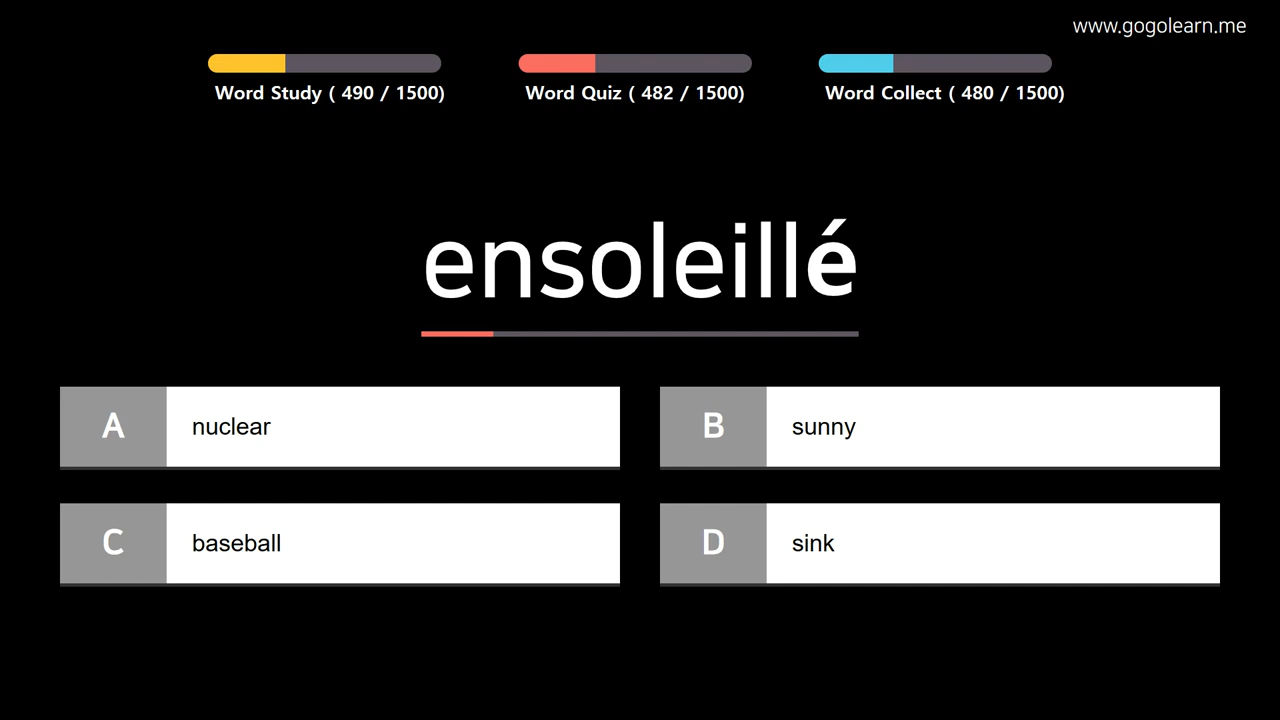 www.gogolearn.me
Word Study ( 490 / 1500)
Word Quiz ( 482 / 1500)
Word Collect ( 480 / 1500)
ensoleillé
A nuclear
B sunny
C baseball
D sink